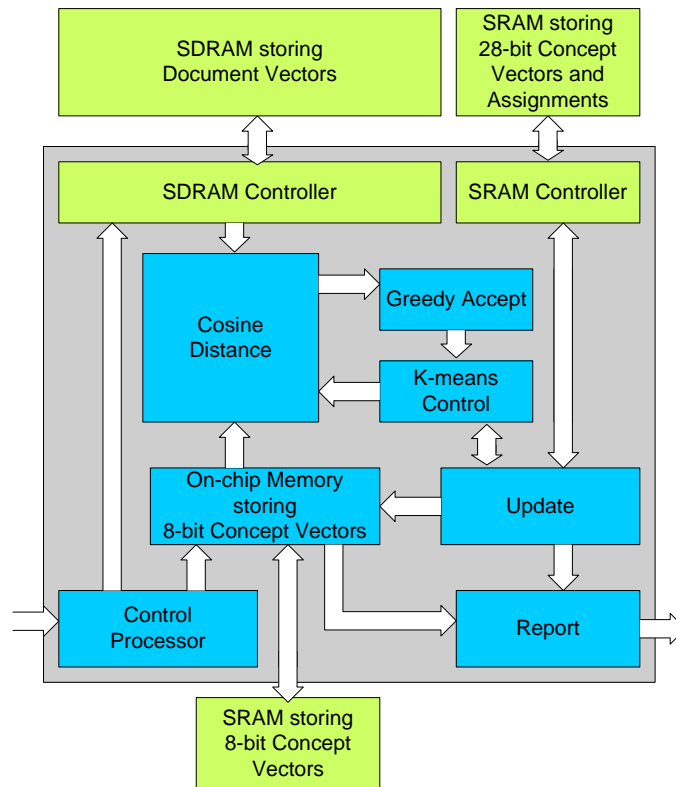 SDRAM storing
Document Vectors
SRAM storing
28-bit Concept
Vectors and
Assignments
SDRAM Controller
SRAM Controller
Cosine
Distance
Greedy Accept
K-means
Control
On-chip Memory
storing
8-bit Concept Vectors
Update
Control
Processor
Report
SRAM storing
8-bit Concept
Vectors